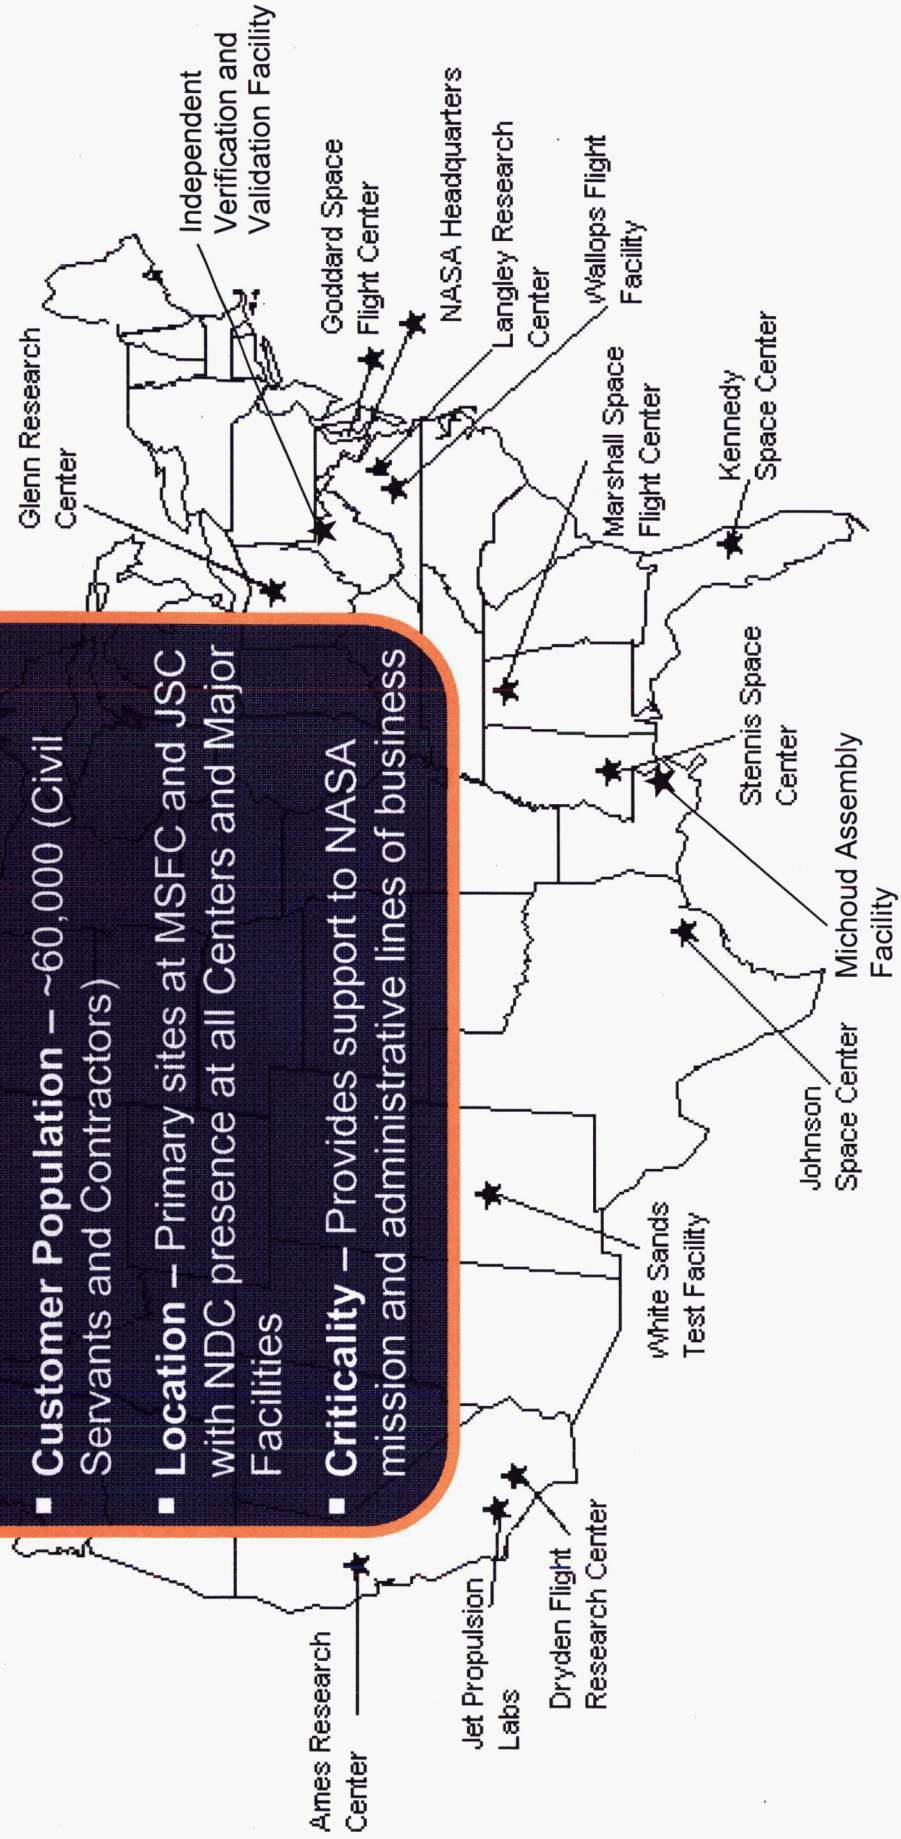 ▪ Customer Population – ~60,000 (Civil
Servants and Contractors)
▪ Location – Primary sites at MSFC and JSC
with NDC presence at all Centers and Major
Facilities
▪ Criticality – Provides support to NASA
mission and administrative lines of business
Glenn Research
Center
Independent
Verification and
Validation Facility
Goddard Space
Flight Center
NASA Headquarters
Langley Research
Center
Wallops Flight
Facility
Marshall Space
Flight Center
Kennedy
Space Center
Stennis Space
Center
Michoud Assembly
Facility
Johnson
Space Center
White Sands
Test Facility
Dryden Flight
Research Center
Jet Propulsion
Labs
Ames Research
Center